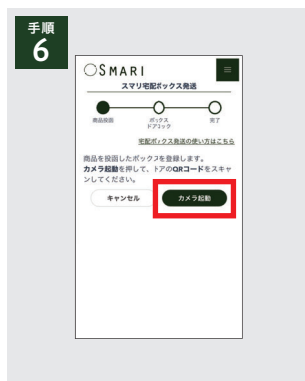 手順
6
SMARI
スマリ宅配ボックス発送
商品投函
ボックス
ドアロック
完了
宅配ボックス発送の使い方はこちら
商品を投函したボックスを登録します。
カメラ起動を押して、ドアのQRコードをスキャ
ンしてください。
キャンセル
カメラ起動